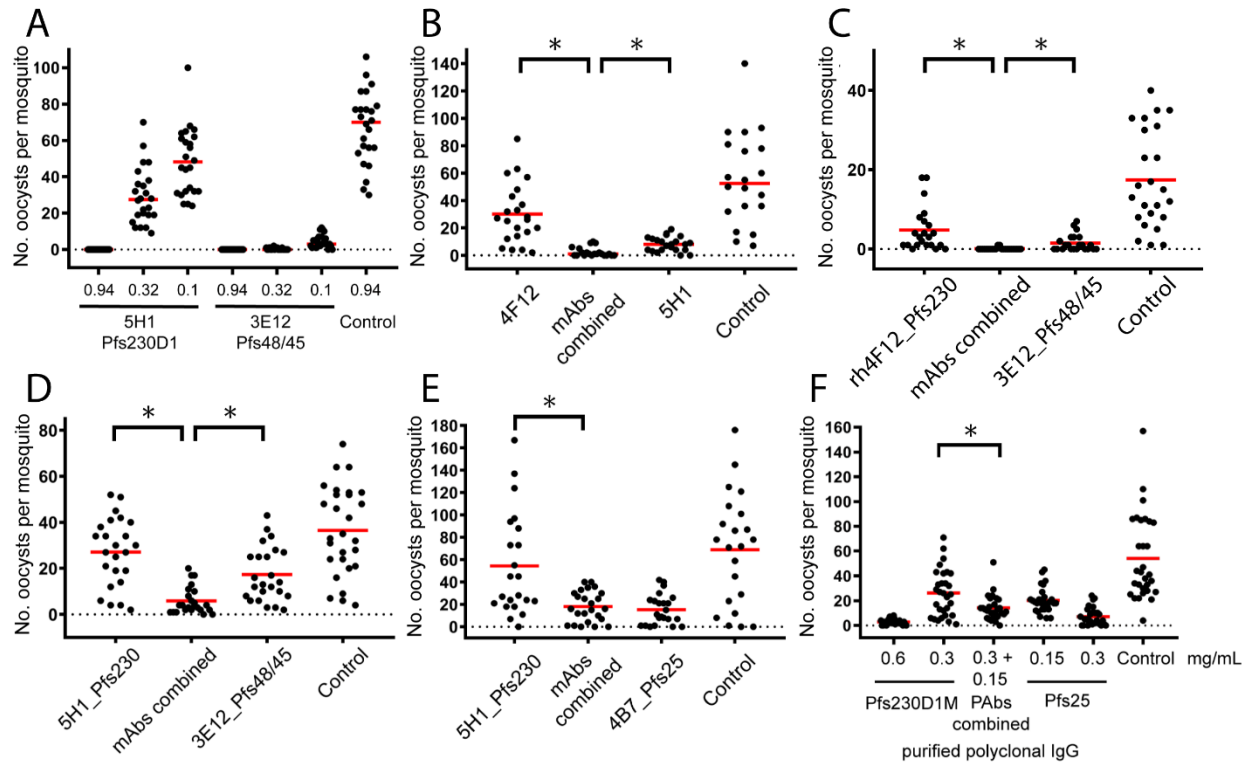 A
No. oocysts per mosquito
100
80
60
40
20
0
0.94 0.32 0.1 0.94 0.32 0.1 0.94
5H1 3E12 Control
Pfs230D1 Pfs48/45
B
No. oocysts per mosquito
* *
160
140
120
100
80
60
40
20
0
4F12
mAbs
combined
5H1
Control
C
No. oocysts per mosquito
* *
40
20
0
rh4F12_Pfs230
mAbs combined
3E12_Pfs48/45
Control
D
No. oocysts per mosquito
* *
80
60
40
20
0
5H1_Pfs230
mAbs combined
3E12_Pfs48/45
Control
E
No. oocysts per mosquito
*
180
160
140
120
100
80
60
40
20
0
5H1_Pfs230
mAbs
combined
4B7_Pfs25
Control
F
No. oocysts per mosquito
*
160
140
120
100
80
60
40
20
0
0.6 0.3 0.3 + 0.15 0.3 Control mg/mL
0.15
Pfs230D1M PAbs Pfs25
combined
purified polyclonal IgG